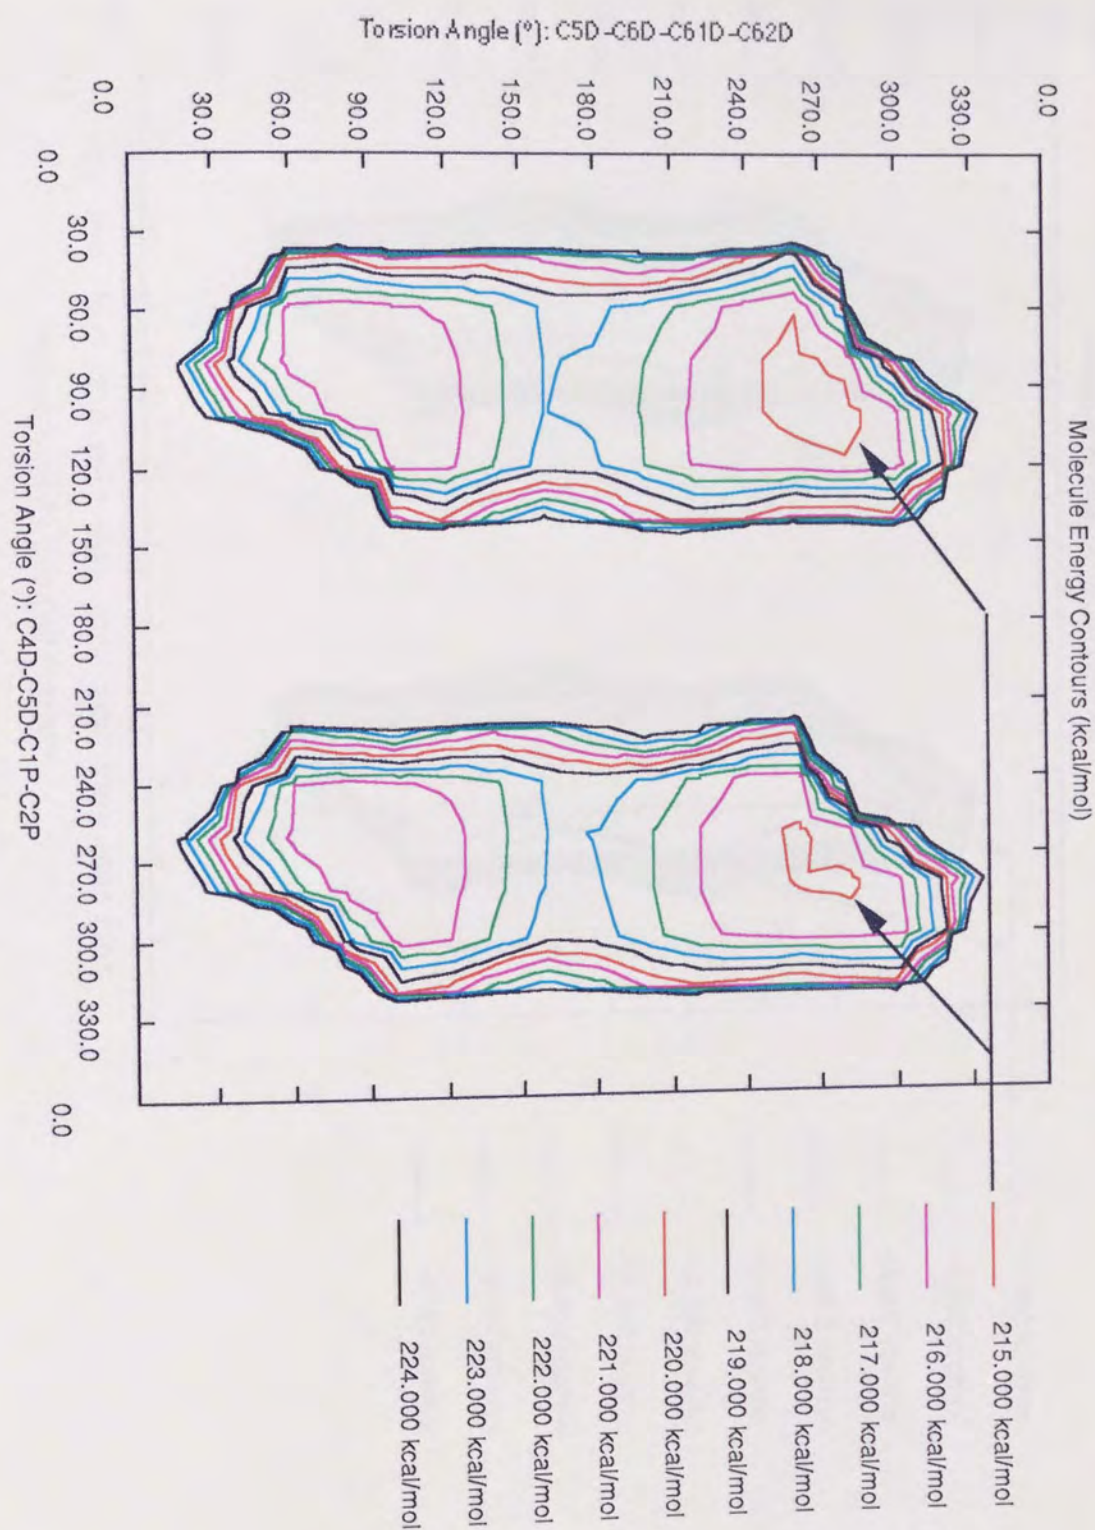 Molecule Energy Contours (kcal/mol)
Torsion Angle (°): C5D-C6D-C61D-C62D
0.0
330.0
300.0
270.0
240.0
210.0
180.0
150.0
120.0
90.0
60.0
30.0
0.0
0.0
30.0
60.0
90.0
120.0
150.0
180.0
210.0
240.0
270.0
300.0
330.0
0.0
Torsion Angle (°): C4D-C5D-C1P-C2P
215.000 kcal/mol
216.000 kcal/mol
217.000 kcal/mol
218.000 kcal/mol
219.000 kcal/mol
220.000 kcal/mol
221.000 kcal/mol
222.000 kcal/mol
223.000 kcal/mol
224.000 kcal/mol